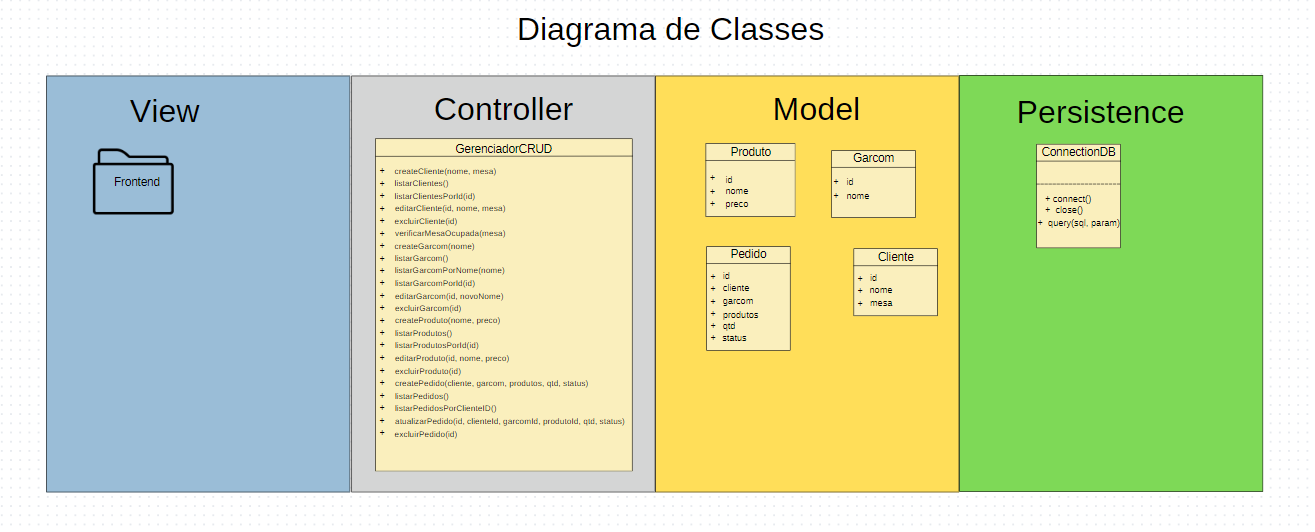 Diagrama de Classes
View
Frontend
Controller
GerenciadorCRUD
+ createCliente(nome, mesa)
+ listarClientes()
+ listarClientesPorId(id)
+ editarCliente(id, nome, mesa)
+ excluirCliente(id)
+ verificarMesaOcupada(mesa)
+ createGarcom(nome)
+ listarGarcom()
+ listarGarcomPorNome(nome)
+ listarGarcomPorId(id)
+ editarGarcom(id, novoNome)
+ excluirGarcom(id)
+ createProduto(nome, preco)
+ listarProdutos()
+ listarProdutosPorId(id)
+ editarProduto(id, nome, preco)
+ excluirProduto(id)
+ createPedido(cliente, garcom, produtos, qtd, status)
+ listarPedidos()
+ listarPedidosPorClienteID()
+ atualizarPedido(id, clienteId, garcomId, produtoId, qtd, status)
+ excluirPedido(id)
Model
Produto
+ id
+ nome
+ preco
Garcom
+ id
+ nome
Pedido
+ id
+ cliente
+ garcom
+ produtos
+ qtd
+ status
Cliente
+ id
+ nome
+ mesa
Persistence
ConnectionDB
+ connect()
+ close()
+ query(sql, param)